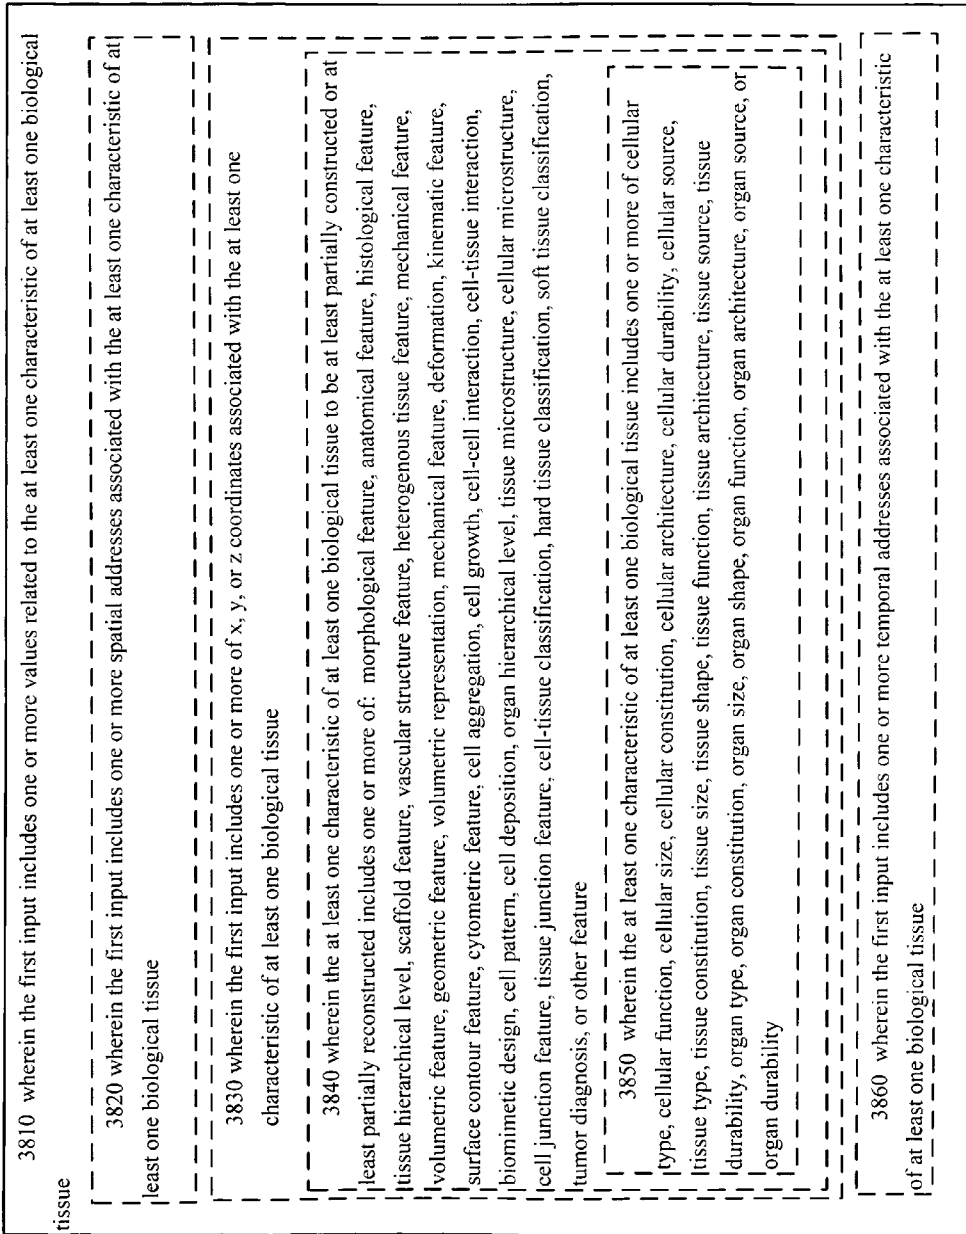 3810 wherein the first input includes one or more values related to the at least one characteristic of at least one biological
tissue
3820 wherein the first input includes one or more spatial addresses associated with the at least one characteristic of at
least one biological tissue
3830 wherein the first input includes one or more of x, y, or z coordinates associated with the at least one
characteristic of at least one biological tissue
3840 wherein the at least one characteristic of at least one biological tissue to be at least partially constructed or at
least partially reconstructed includes one or more of: morphological feature, anatomical feature, histological feature,
tissue hierarchical level, scaffold feature, vascular structure feature, heterogenous tissue feature, mechanical feature,
volumetric feature, geometric feature, volumetric representation, mechanical feature, deformation, kinematic feature,
surface contour feature, cytometric feature, cell aggregation, cell growth, cell-cell interaction, cell-tissue interaction,
biomimetic design, cell pattern, cell deposition, organ hierarchical level, tissue microstructure, cellular microstructure,
cell junction feature, tissue junction feature, cell-tissue classification, hard tissue classification, soft tissue classification,
tumor diagnosis, or other feature
3850 wherein the at least one characteristic of at least one biological tissue includes one or more of cellular
type, cellular function, cellular size, cellular constitution, cellular architecture, cellular durability, cellular source,
tissue type, tissue constitution, tissue size, tissue shape, tissue function, tissue architecture, tissue source, tissue
durability, organ type, organ constitution, organ size, organ shape, organ function, organ architecture, organ source, or
organ durability
3860 wherein the first input includes one or more temporal addresses associated with the at least one characteristic
of at least one biological tissue